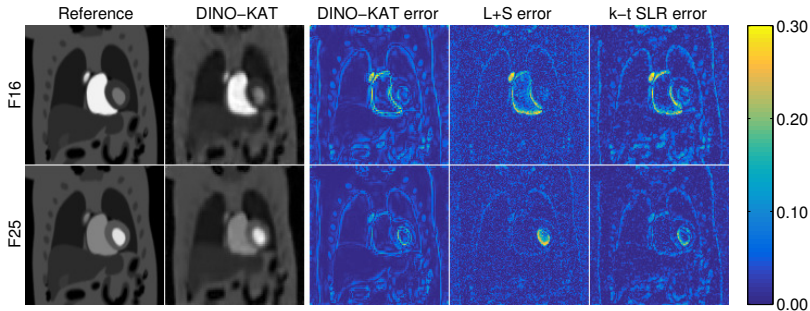 Reference DINO−KAT DINO−KAT error L+S error k−t SLR error
F16
F25
0.30
0.20
0.10
0.00